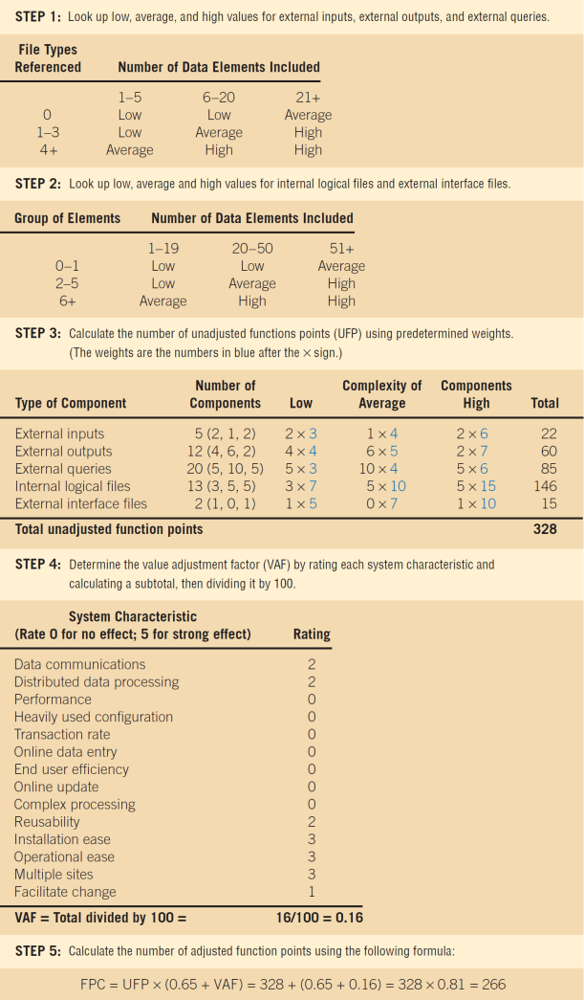 STEP 1: Look up low, average, and high values for external inputs, external outputs, and external queries.
File Types
Referenced Number of Data Elements Included
1–5 6–20 21+
0 Low Low Average
1–3 Low Average High
4+ Average High High
STEP 2: Look up low, average and high values for internal logical files and external interface files.
Group of Elements Number of Data Elements Included
1–19 20–50 51+
0–1 Low Low Average
2–5 Low Average High
6+ Average High High
STEP 3: Calculate the number of unadjusted functions points (UFP) using predetermined weights.
(The weights are the numbers in blue after the × sign.)
Number of Complexity of Components
Type of Component Components Low Average High Total
External inputs 5 (2, 1, 2) 2 × 3 1 × 4 2 × 6 22
External outputs 12 (4, 6, 2) 4 × 4 6 × 5 2 × 7 60
External queries 20 (5, 10, 5) 5 × 3 10 × 4 5 × 6 85
Internal logical files 13 (3, 5, 5) 3 × 7 5 × 10 5 × 15 146
External interface files 2 (1, 0, 1) 1 × 5 0 × 7 1 × 10 15
Total unadjusted function points 328
STEP 4: Determine the value adjustment factor (VAF) by rating each system characteristic and
calculating a subtotal, then dividing it by 100.
System Characteristic
(Rate 0 for no effect; 5 for strong effect) Rating
Data communications 2
Distributed data processing 2
Performance 0
Heavily used configuration 0
Transaction rate 0
Online data entry 0
End user efficiency 0
Online update 0
Complex processing 0
Reusability 2
Installation ease 3
Operational ease 3
Multiple sites 3
Facilitate change 1
VAF = Total divided by 100 = 16/100 = 0.16
STEP 5: Calculate the number of adjusted function points using the following formula:
FPC = UFP × (0.65 + VAF) = 328 + (0.65 + 0.16) = 328 × 0.81 = 266